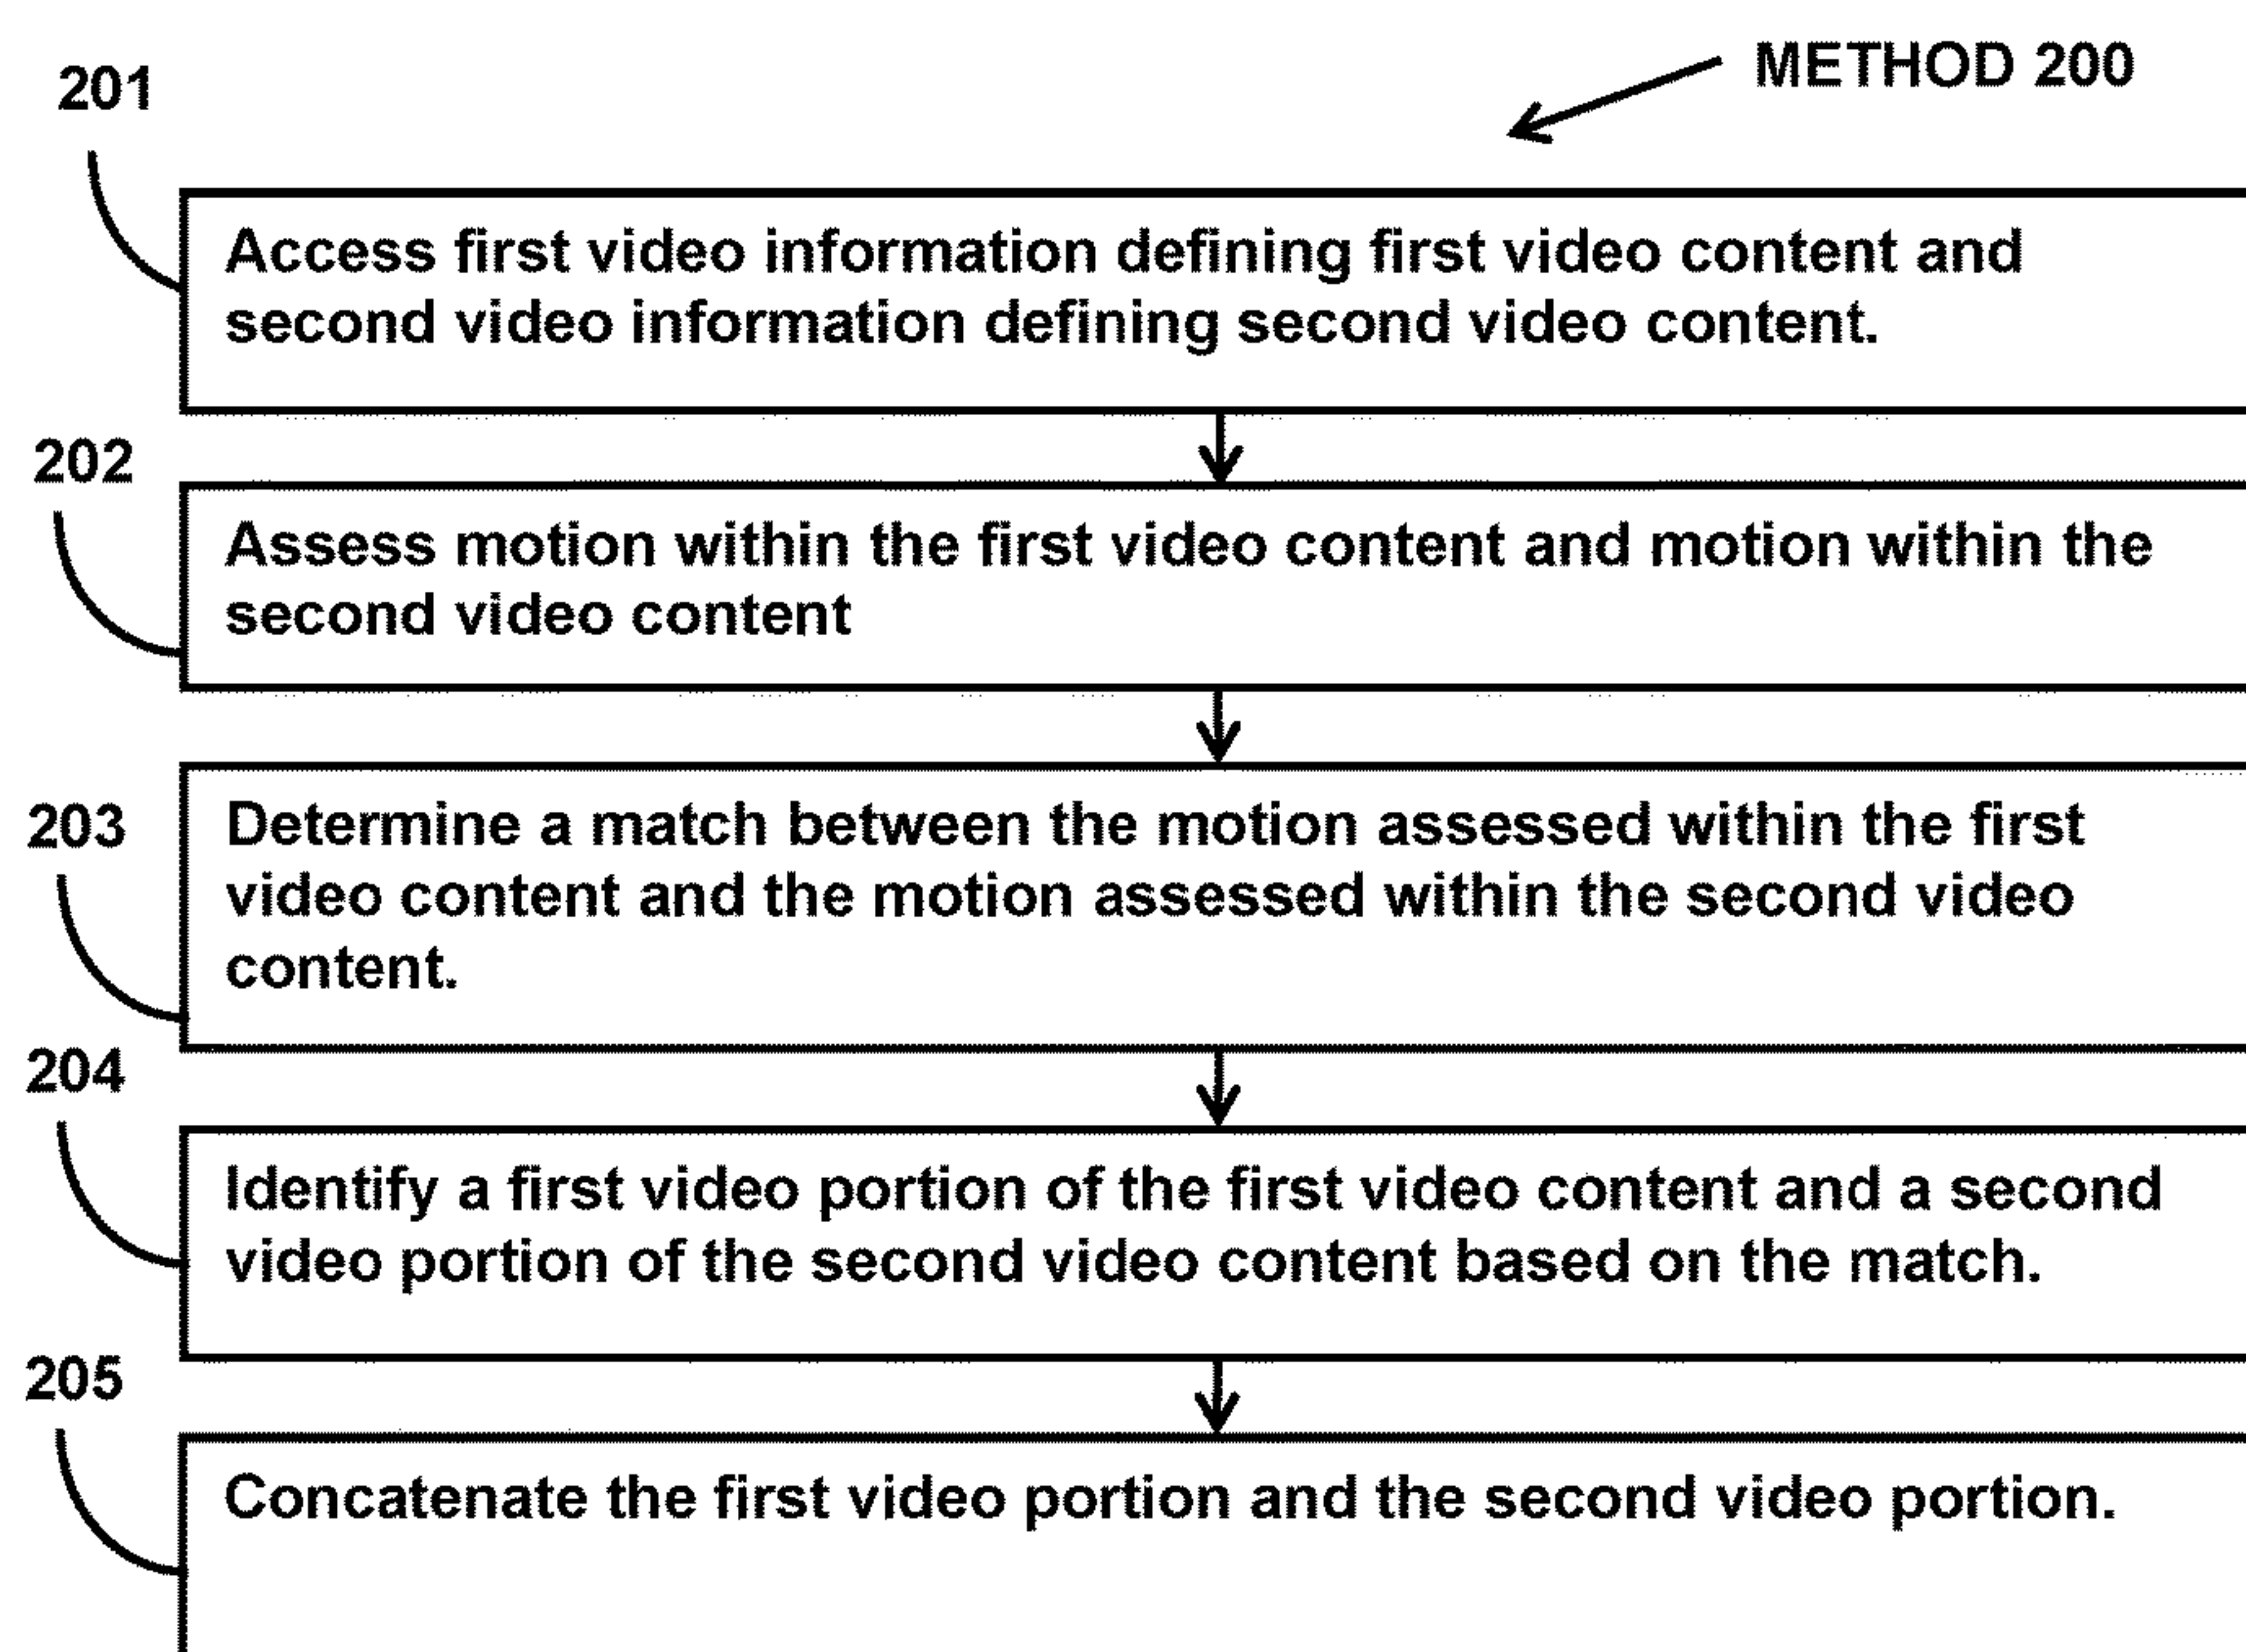 METHOD 200
201
Access first video information defining first video content and
second video information defining second video content.
202
Assess motion within the first video content and motion within the
second video content
203
Determine a match between the motion assessed within the first
video content and the motion assessed within the second video
content.
204
Identify a first video portion of the first video content and a second
video portion of the second video content based on the match.
205
Concatenate the first video portion and the second video portion.